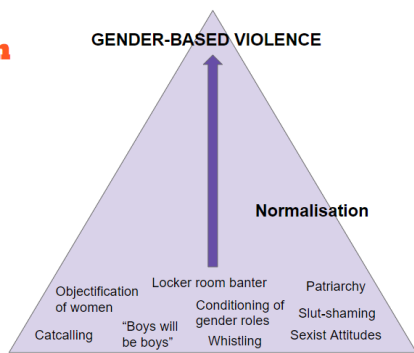 GENDER-BASED VIOLENCE
n
Normalisation
Locker room banter
Patriarchy
Objectification
of women
Conditioning of
gender roles
Slut-shaming
Catcalling
“Boys will
be boys”
Whistling
Sexist Attitudes